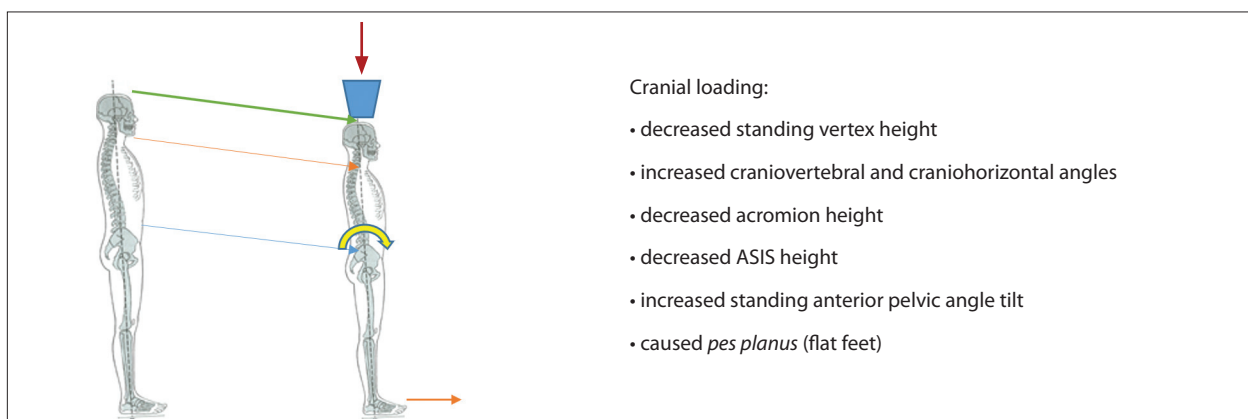 Cranial loading:
• decreased standing vertex height
• increased craniovertebral and craniohorizontal angles
• decreased acromion height
• decreased ASIS height
• increased standing anterior pelvic angle tilt
• caused pes planus (flat feet)